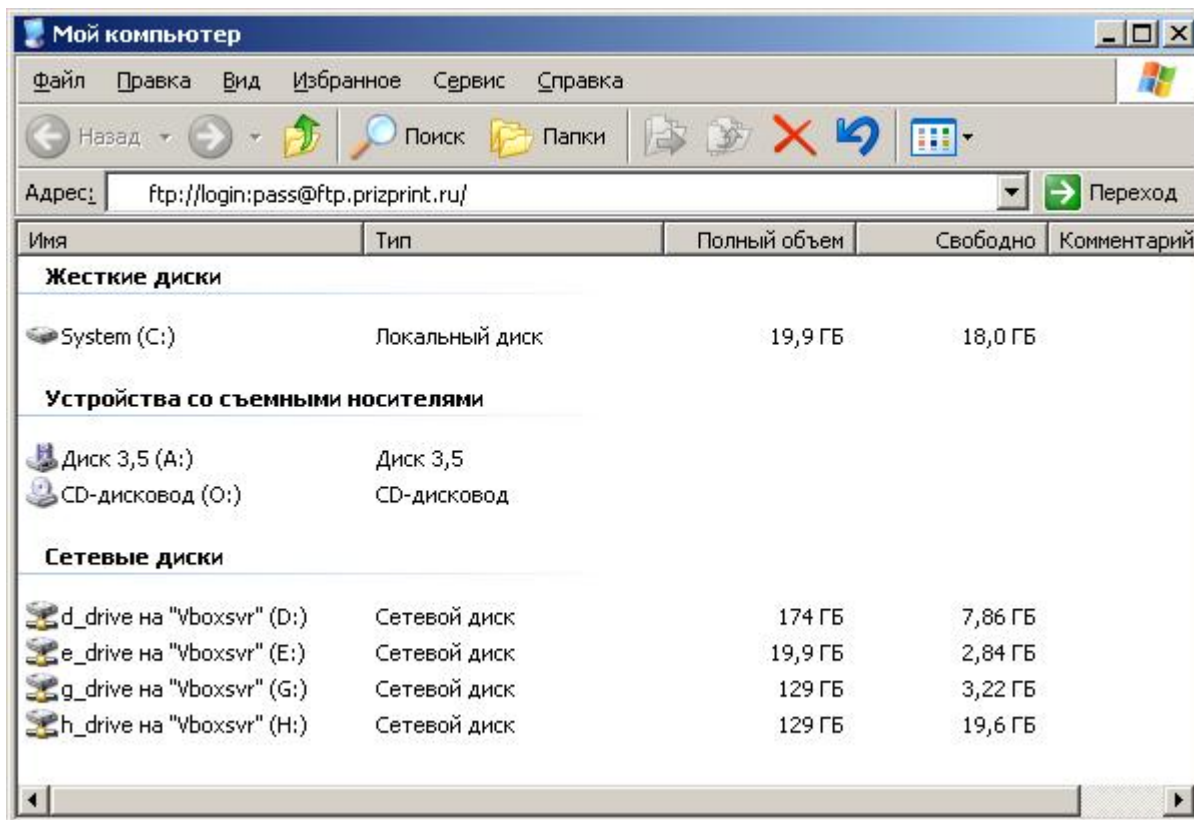 Мой компьютер
Файл Правка Вид Избранное Сервис Справка
Назад Поиск Папки
Адрес: ftp://login:pass@ftp.prizprint.ru/ Переход
Имя Тип Полный объем Свободно Комментарий
Жесткие диски
System (C:) Локальный диск 19,9 ГБ 18,0 ГБ
Устройства со съемными носителями
Диск 3,5 (A:) Диск 3,5
CD-дисковод (O:) CD-дисковод
Сетевые диски
d_drive на "Vboxsvr" (D:) Сетевой диск 174 ГБ 7,86 ГБ
e_drive на "Vboxsvr" (E:) Сетевой диск 19,9 ГБ 2,84 ГБ
g_drive на "Vboxsvr" (G:) Сетевой диск 129 ГБ 3,22 ГБ
h_drive на "Vboxsvr" (H:) Сетевой диск 129 ГБ 19,6 ГБ